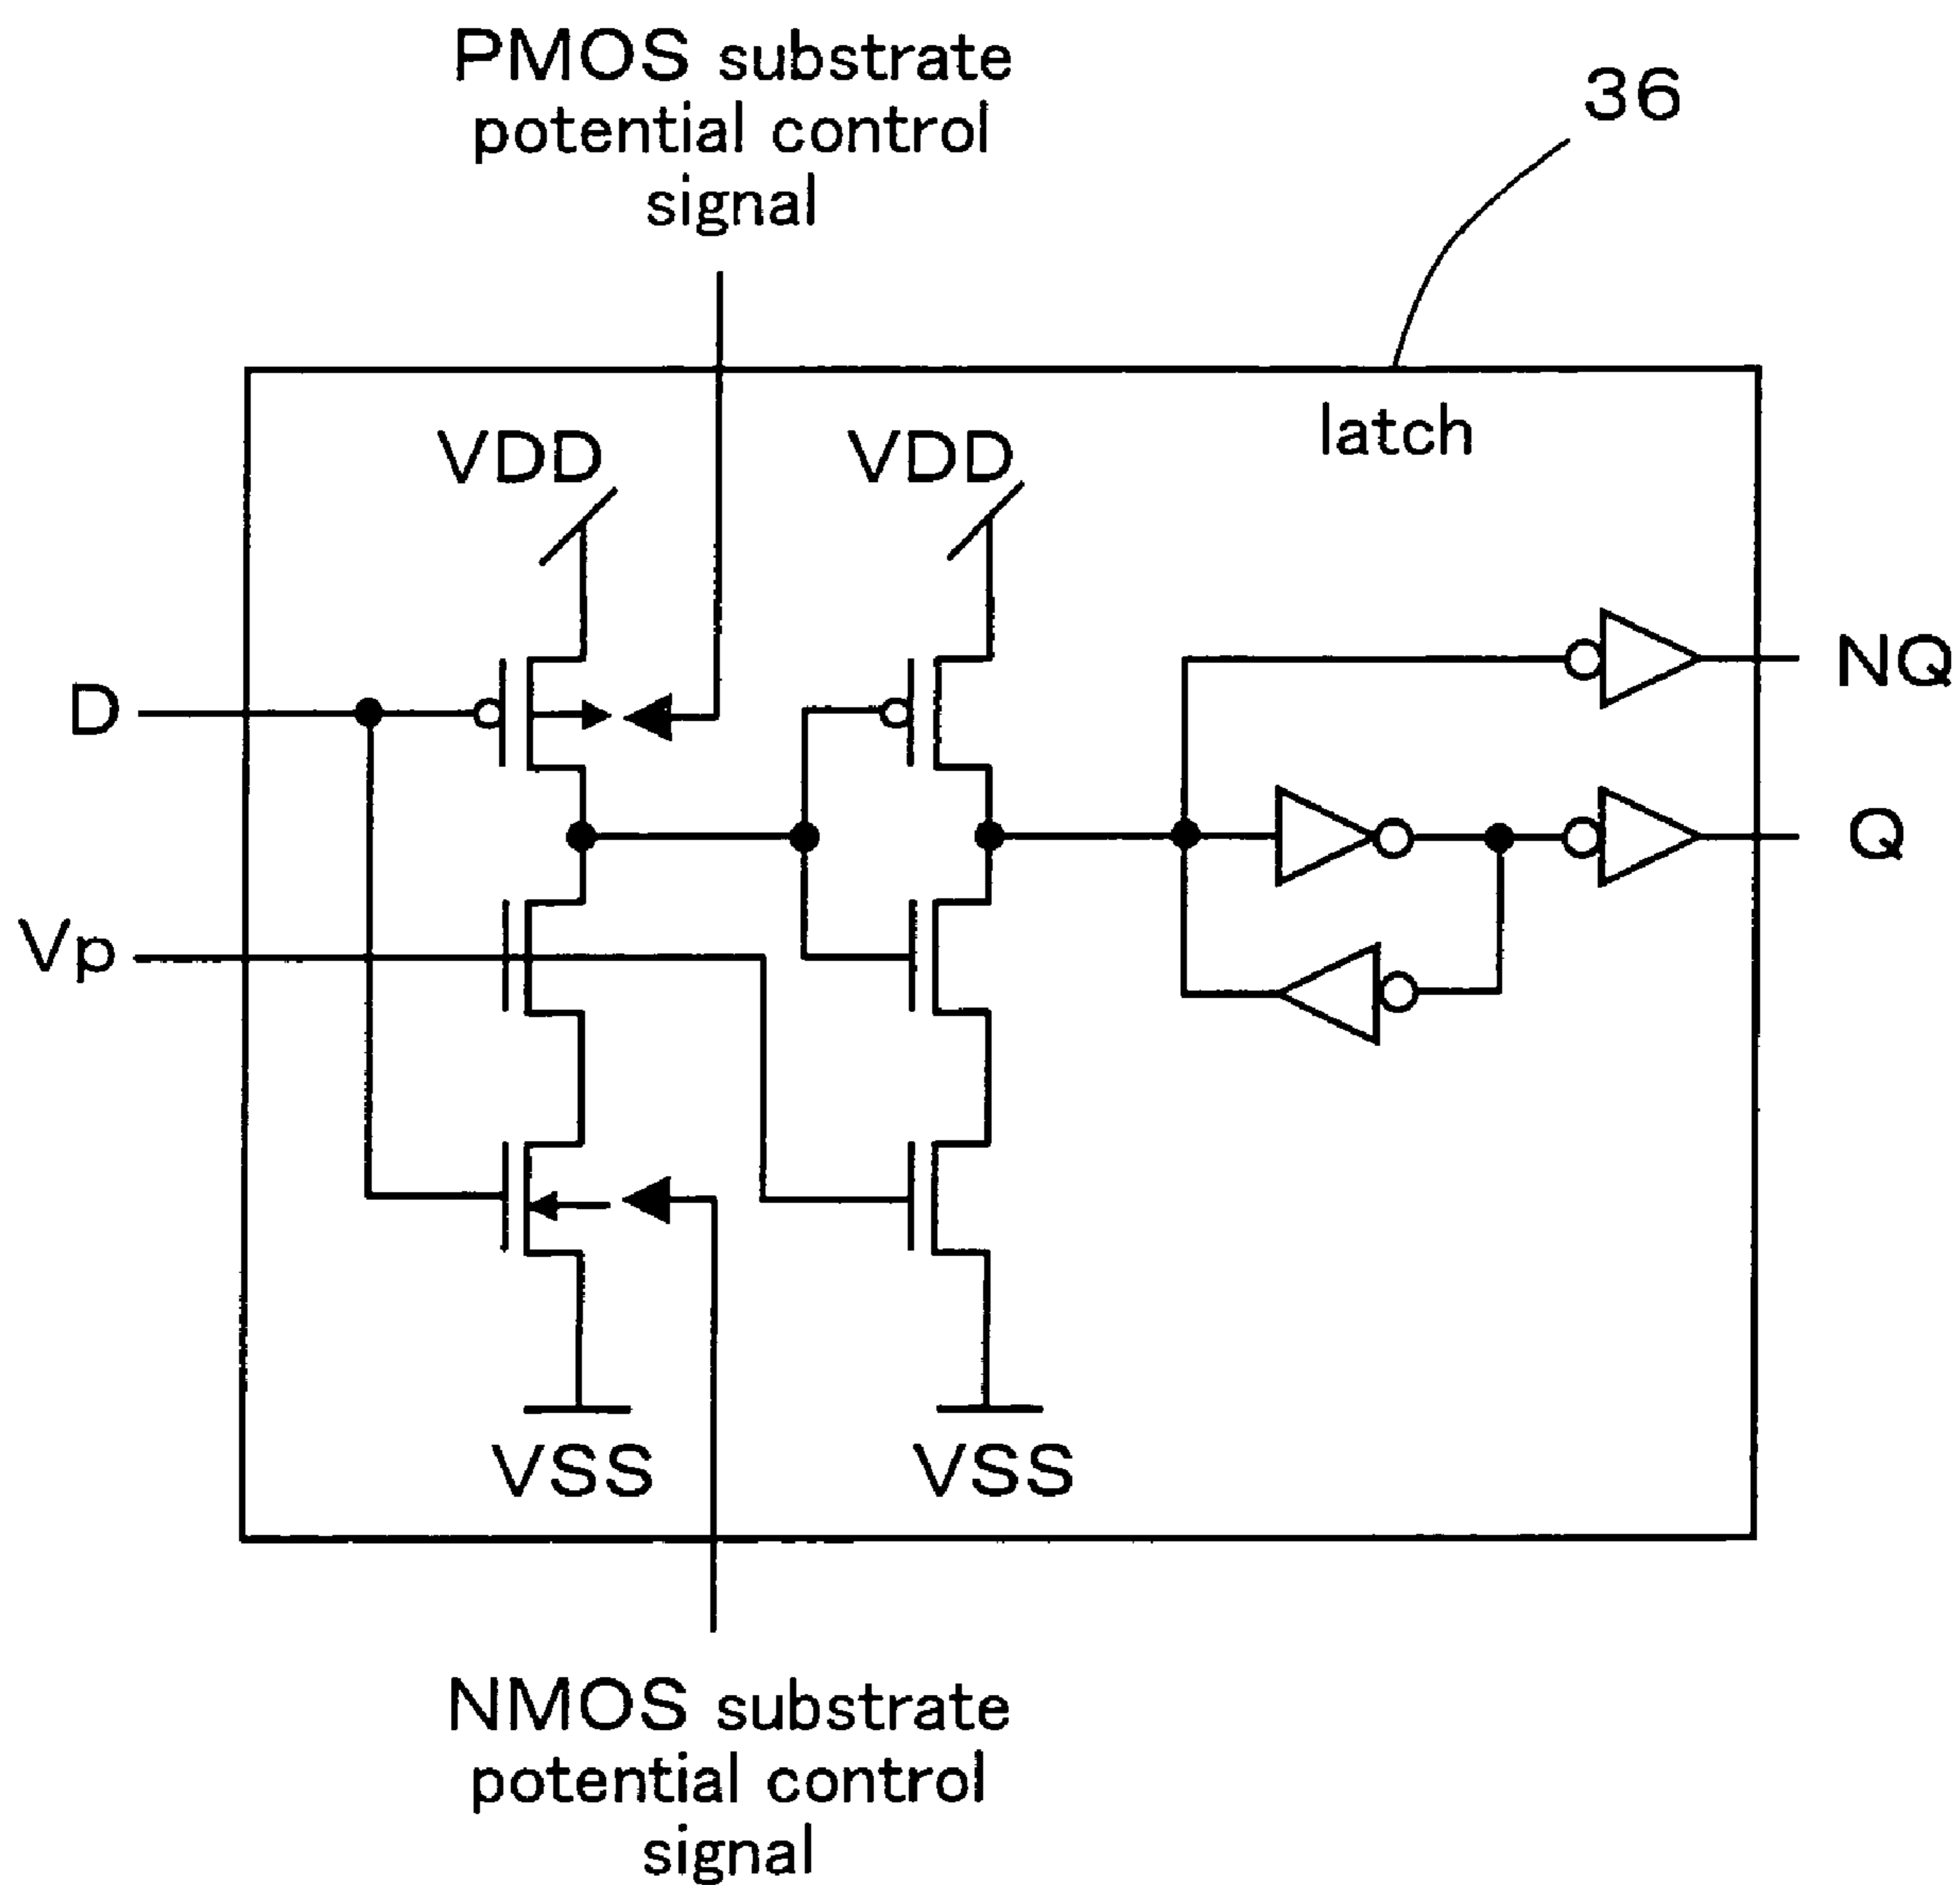 PMOS substrate
potential control
signal
36
latch
VDD
VDD
D
NQ
Q
Vp
VSS
VSS
NMOS substrate
potential control
signal